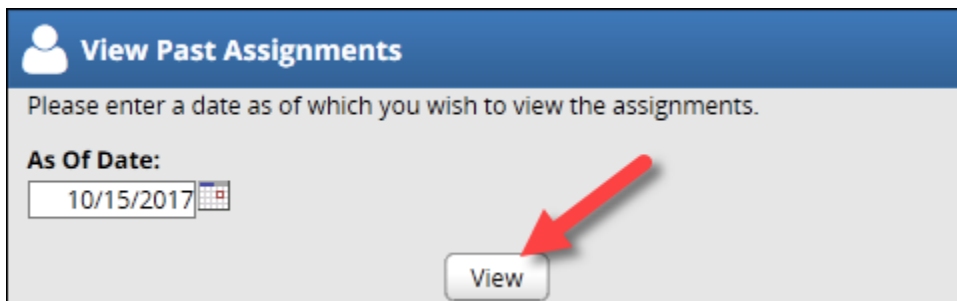 View Past Assignments
Please enter a date as of which you wish to view the assignments.
As Of Date:
10/15/2017
View